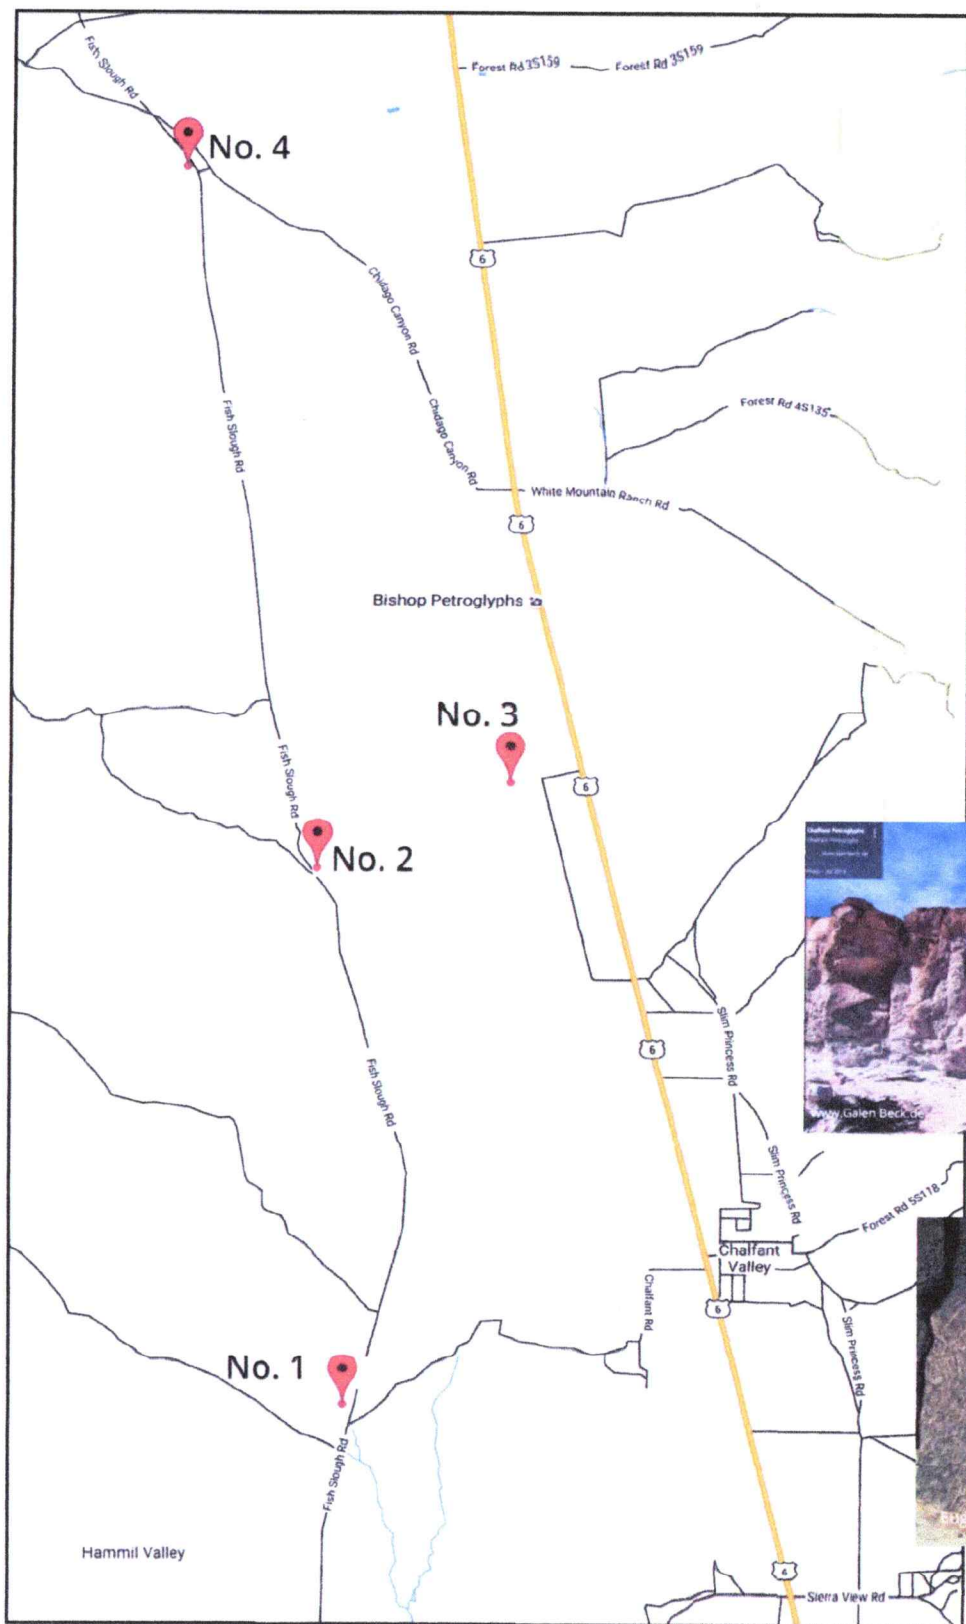 Forest Rd 3S159
Forest Rd 3S159
Fish Slough Rd
No. 4
6
Chidago Canyon Rd
Fish Slough Rd
Chidago Canyon Rd
Forest Rd 4S135
White Mountain Ranch Rd
6
Bishop Petroglyphs
No. 3
Fish Slough Rd
6
No. 2
Chalfant Petroglyphs
Slim Princess Rd
6
Fish Slough Rd
www.Galen Beck.de
Slim Princess Rd
Forest Rd 5S118
Chalfant
Valley
Chalfant Rd
6
Slim Princess Rd
No. 1
Fish Slough Rd
Hammil Valley
6
Sierra View Rd